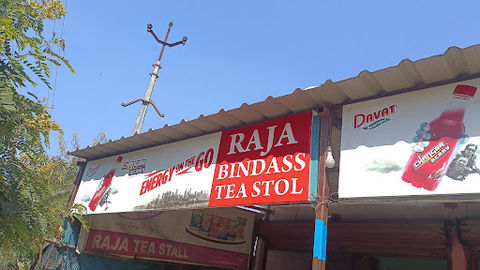 ENERGY ON THE GO
RAJA
BINDASS
TEA STOL
DAVAT
RAJA TEA STALL